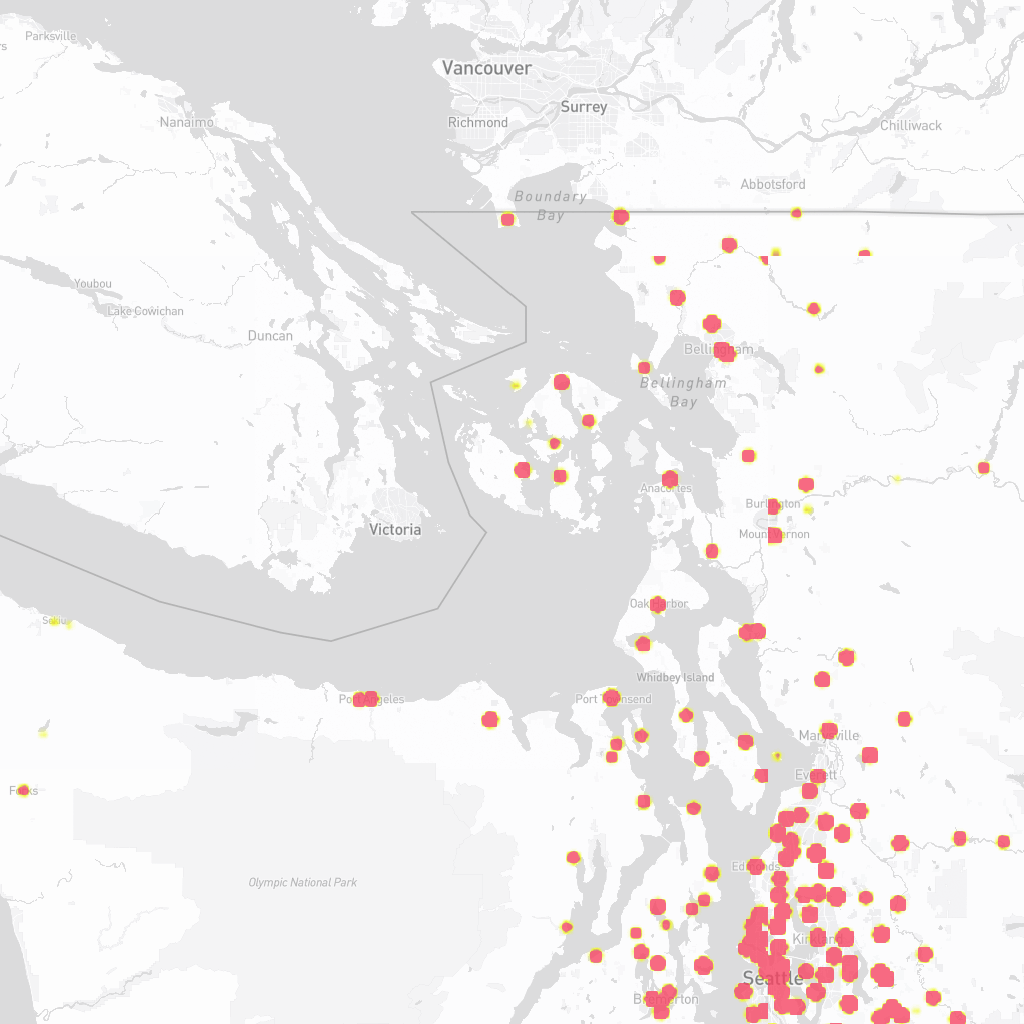 Parksville
Vancouver
Surrey
Richmond
Nanaimo
Chilliwack
Abbotsford
Boundary
Bay
Youbou
Lake Cowichan
Duncan
Bellingham
Bellingham
Bay
Anacortes
Burlington
Victoria
Mount Vernon
Oak Harbor
Sekiu
Whidbey Island
Port Angeles
Port Townsend
Marysville
Everett
Forks
Edmonds
Olympic National Park
Kirkland
Seattle
Bremerton